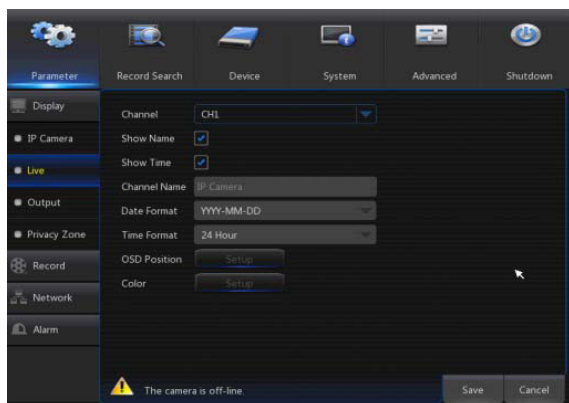 Parameter Record Search Device System Advanced Shutdown
Display
IP Camera
Live
Output
Privacy Zone
Record
Network
Alarm
Channel CH1
Show Name
Show Time
Channel Name IP Camera
Date Format YYYY-MM-DD
Time Format 24 Hour
OSD Position Setup
Color Setup
The camera is off-line.
Save Cancel